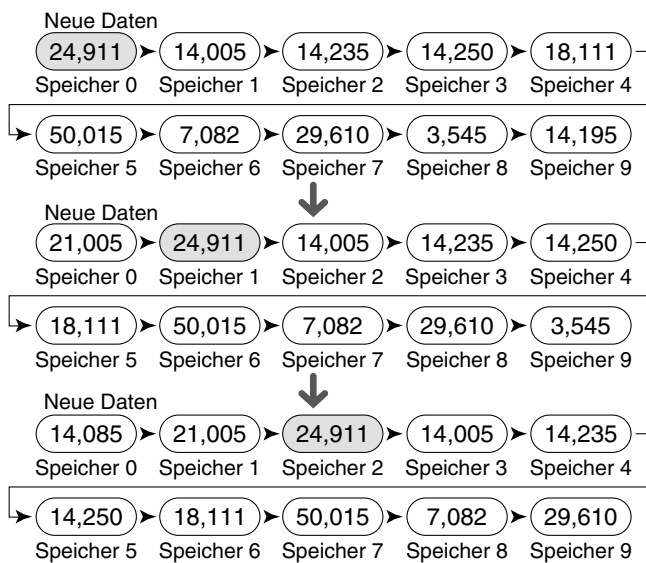 Neue Daten
24,911 14,005 14,235 14,250 18,111
Speicher 0 Speicher 1 Speicher 2 Speicher 3 Speicher 4
50,015 7,082 29,610 3,545 14,195
Speicher 5 Speicher 6 Speicher 7 Speicher 8 Speicher 9
Neue Daten
21,005 24,911 14,005 14,235 14,250
Speicher 0 Speicher 1 Speicher 2 Speicher 3 Speicher 4
18,111 50,015 7,082 29,610 3,545
Speicher 5 Speicher 6 Speicher 7 Speicher 8 Speicher 9
Neue Daten
14,085 21,005 24,911 14,005 14,235
Speicher 0 Speicher 1 Speicher 2 Speicher 3 Speicher 4
14,250 18,111 50,015 7,082 29,610
Speicher 5 Speicher 6 Speicher 7 Speicher 8 Speicher 9